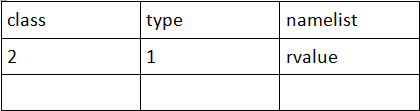 class type namelist
2 1 rvalue